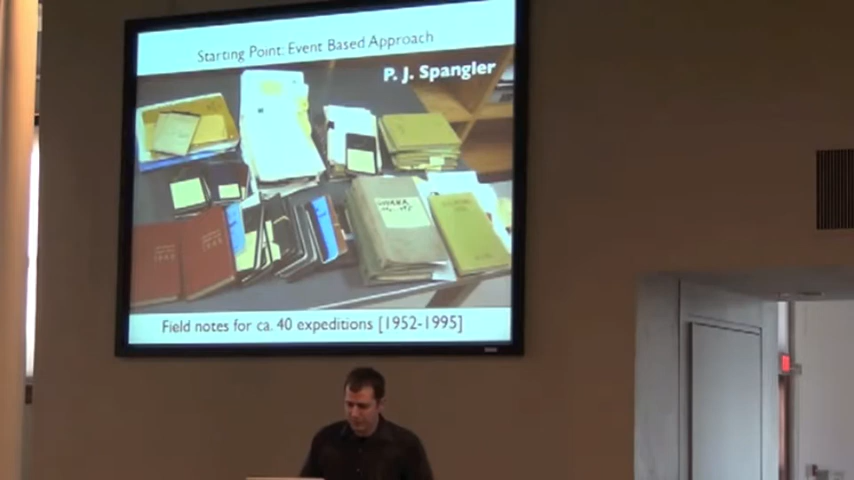 Starting Point: Event Based Approach
P. J. Spangler
Field notes for ca. 40 expeditions [1952-1995]